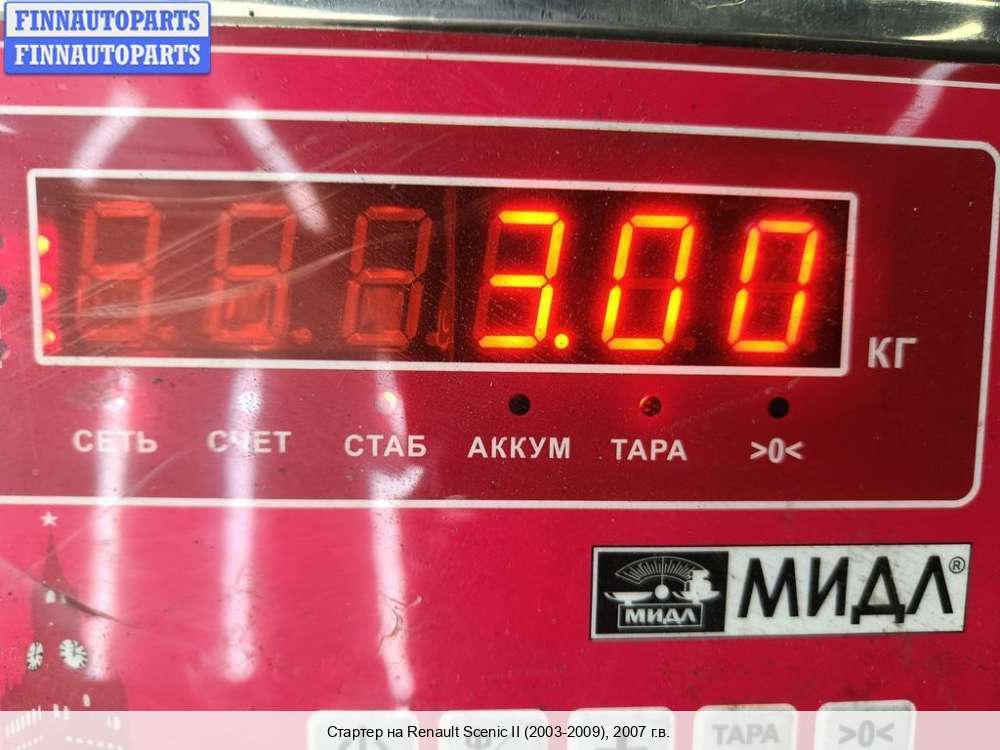 FINNAUTOPARTS
FINNAUTOPARTS
3.00
КГ
СЕТЬ СЧЕТ СТАБ АККУМ ТАРА >0<
МИДЛ МИДЛ®
ТАРА >0<
Стартер на Renault Scenic II (2003-2009), 2007 г.в.